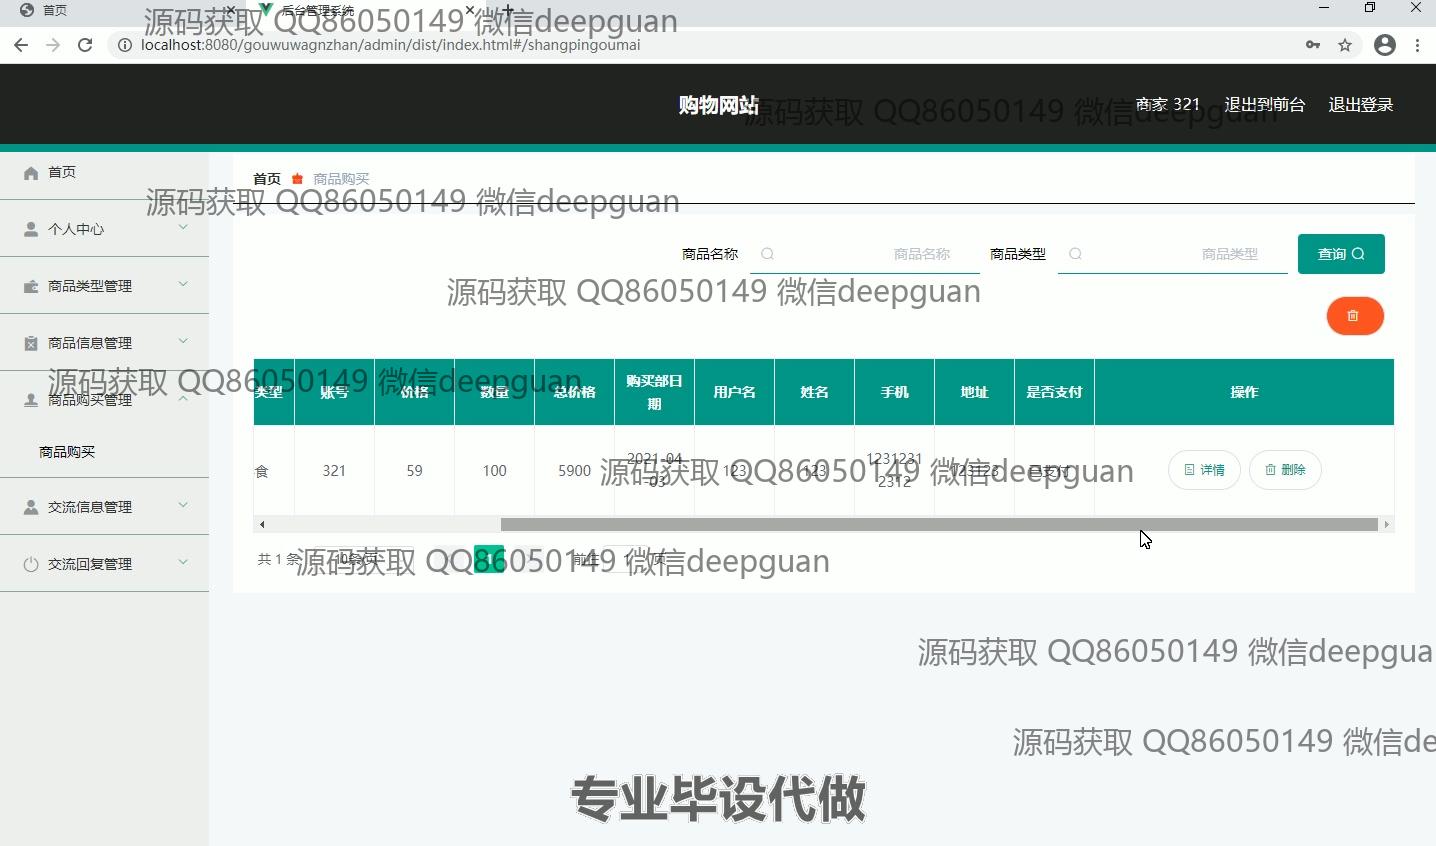 首页
后台管理系统
源码获取 QQ86050149 微信deepguan
localhost:8080/gouwuwagnzhan/admin/dist/index.html#/shangpingoumai
购物网站
源码获取 QQ86050149 微信deepguan
商家 321
退出到前台
退出登录
首页
个人中心
商品类型管理
商品信息管理
商品购买管理
商品购买
交流信息管理
交流回复管理
首页 商品购买
源码获取 QQ86050149 微信deepguan
商品名称 商品名称 商品类型 商品类型 查询
源码获取 QQ86050149 微信deepguan
源码获取 QQ86050149 微信deepguan
类型 账号 价格 数量 总价格 购买部日期 用户名 姓名 手机 地址 是否支付 操作
食 321 59 100 5900 2021-04-03 123 123 12312312312 123123 已支付 详情 删除
源码获取 QQ86050149 微信deepguan
共 1 条 10条/页 前往 1 页
源码获取 QQ86050149 微信deepguan
源码获取 QQ86050149 微信deepgua
源码获取 QQ86050149 微信de
专业毕设代做